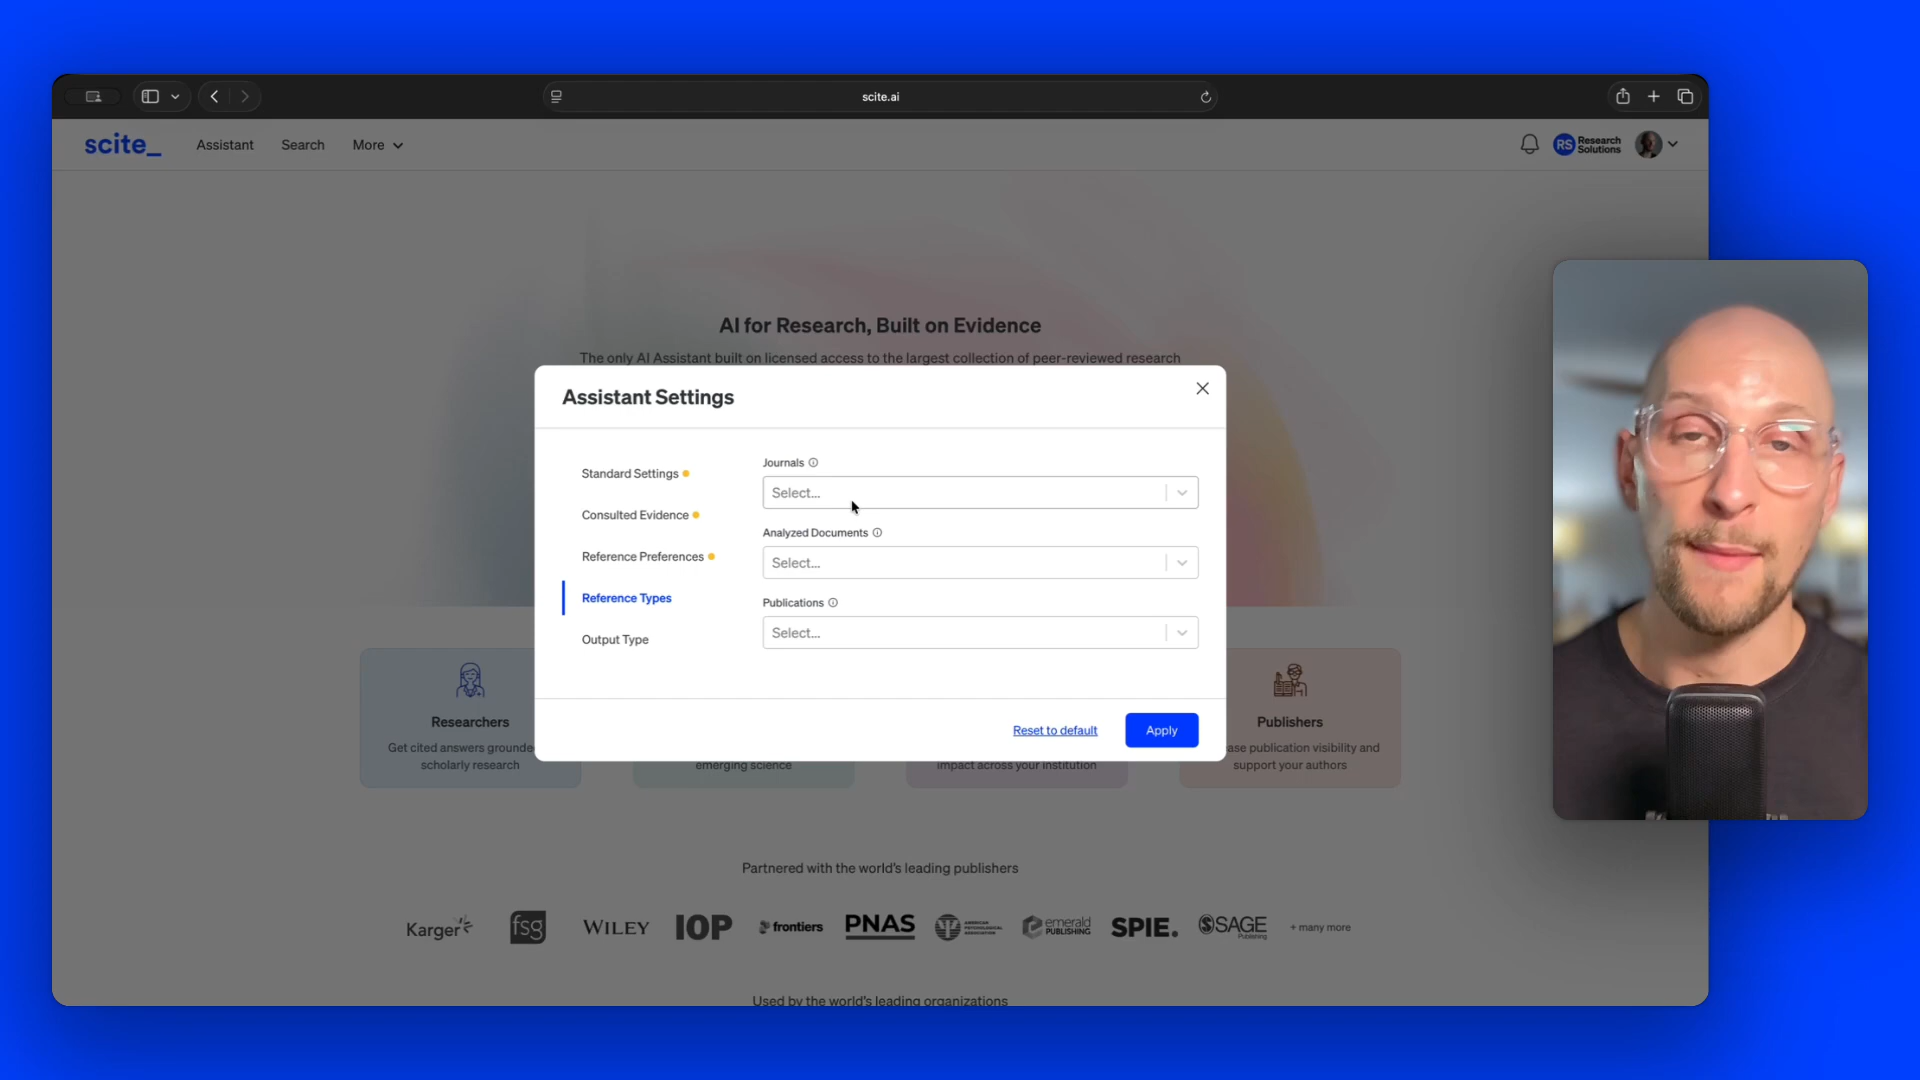 scite.ai
scite_
Assistant
Search
More
RS Research Solutions
AI for Research, Built on Evidence
The only AI Assistant built on licensed access to the largest collection of peer-reviewed research
Assistant Settings
Standard Settings
Consulted Evidence
Reference Preferences
Reference Types
Output Type
Journals
Select...
Analyzed Documents
Select...
Publications
Select...
Reset to default
Apply
Researchers
Get cited answers grounde
scholarly research
emerging science
impact across your institution
Publishers
ase publication visibility and
support your authors
Partnered with the world's leading publishers
Karger
fsg
WILEY
IOP
frontiers
PNAS
AMERICAN PSYCHOLOGICAL ASSOCIATION
emerald PUBLISHING
SPIE.
SAGE Publishing
+ many more
Used by the world's leading organizations